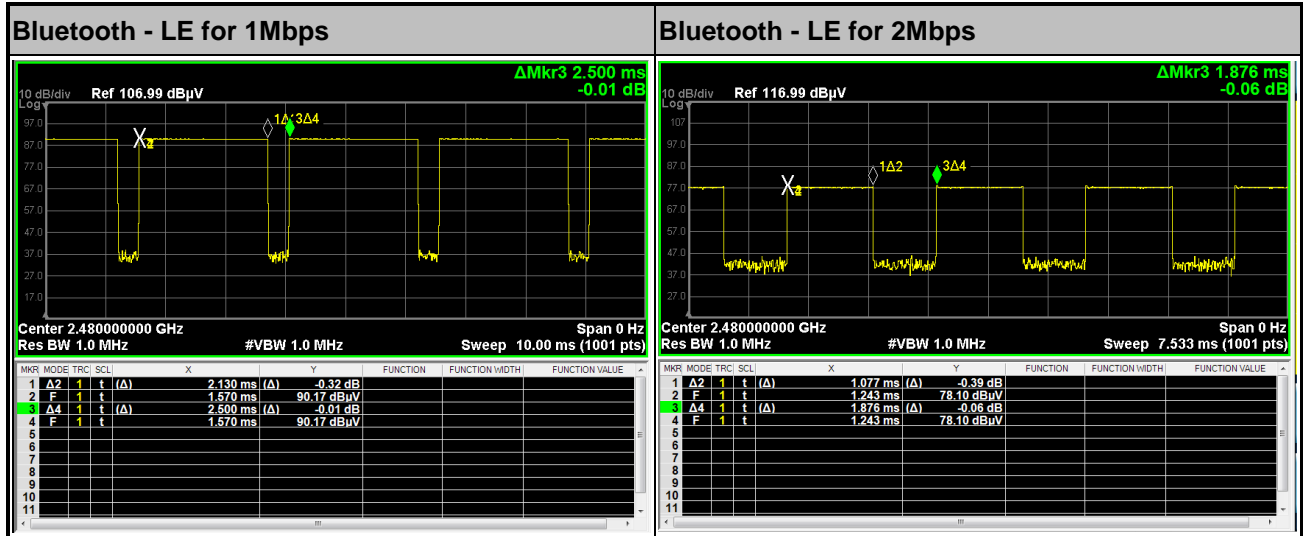 Bluetooth - LE for 1Mbps
ΔMkr3 2.500 ms
10 dB/div Ref 106.99 dBµV -0.01 dB
Log
97.0
1Δ 3Δ4
87.0
77.0
67.0
57.0
47.0
37.0
27.0
17.0
Center 2.480000000 GHz Span 0 Hz
Res BW 1.0 MHz #VBW 1.0 MHz Sweep 10.00 ms (1001 pts)
MKR MODE TRC SCL X Y FUNCTION FUNCTION WIDTH FUNCTION VALUE
1 Δ2 1 t (Δ) 2.130 ms (Δ) -0.32 dB
2 F 1 t 1.570 ms 90.17 dBµV
3 Δ4 1 t (Δ) 2.500 ms (Δ) -0.01 dB
4 F 1 t 1.570 ms 90.17 dBµV
5
6
7
8
9
10
11
Bluetooth - LE for 2Mbps
ΔMkr3 1.876 ms
10 dB/div Ref 116.99 dBµV -0.06 dB
Log
107
97.0
87.0
1Δ2 3Δ4
77.0
67.0
57.0
47.0
37.0
27.0
Center 2.480000000 GHz Span 0 Hz
Res BW 1.0 MHz #VBW 1.0 MHz Sweep 7.533 ms (1001 pts)
MKR MODE TRC SCL X Y FUNCTION FUNCTION WIDTH FUNCTION VALUE
1 Δ2 1 t (Δ) 1.077 ms (Δ) -0.39 dB
2 F 1 t 1.243 ms 78.10 dBµV
3 Δ4 1 t (Δ) 1.876 ms (Δ) -0.06 dB
4 F 1 t 1.243 ms 78.10 dBµV
5
6
7
8
9
10
11